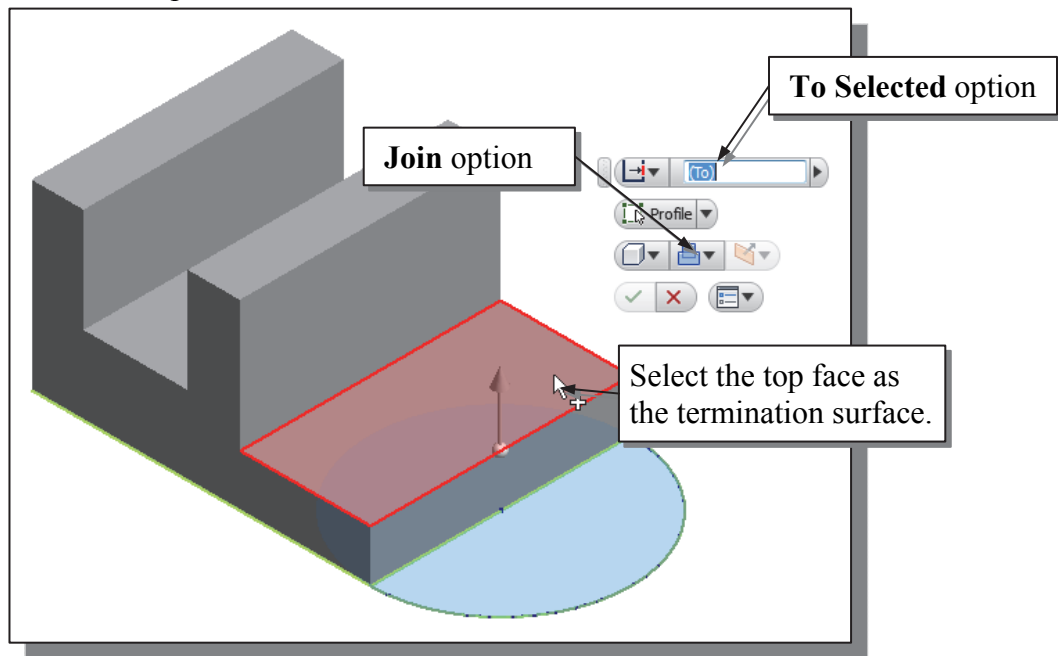 To Selected option
Join option
(To)
Profile
Select the top face as
the termination surface.